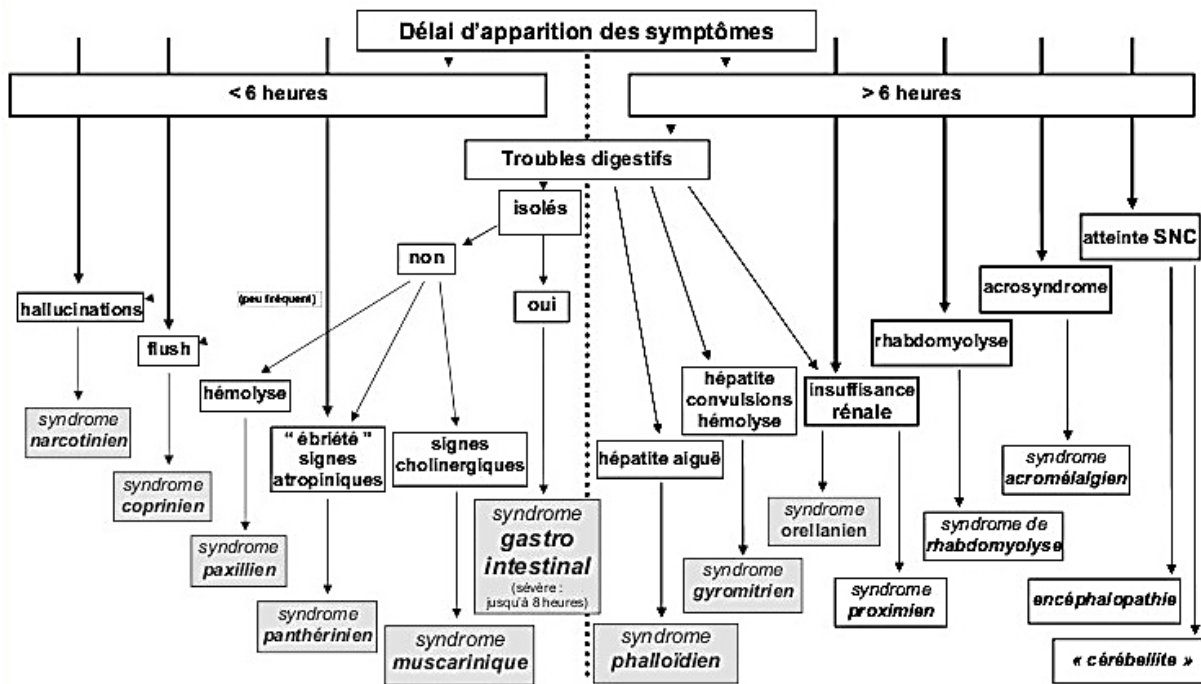 Délai d'apparition des symptômes
< 6 heures
> 6 heures
Troubles digestifs
isolés
atteinte SNC
non
(peu fréquent)
hallucinations
oui
acrosyndrome
flush
rhabdomyolyse
hémolyse
hépatite
convulsions
hémolyse
insuffisance
rénale
syndrome
narcotinien
" ébriété "
signes
atropiniques
signes
cholinergiques
hépatite aiguë
syndrome
coprinien
syndrome
acromélalgien
syndrome
gastro
intestinal
(sévère :
jusqu'à 8 heures)
syndrome
orellanien
syndrome de
rhabdomyolyse
syndrome
paxillien
syndrome
gyromitrien
syndrome
proximien
encéphalopathie
syndrome
panthérinien
syndrome
muscarinique
syndrome
phalloïdien
« cérébellite »